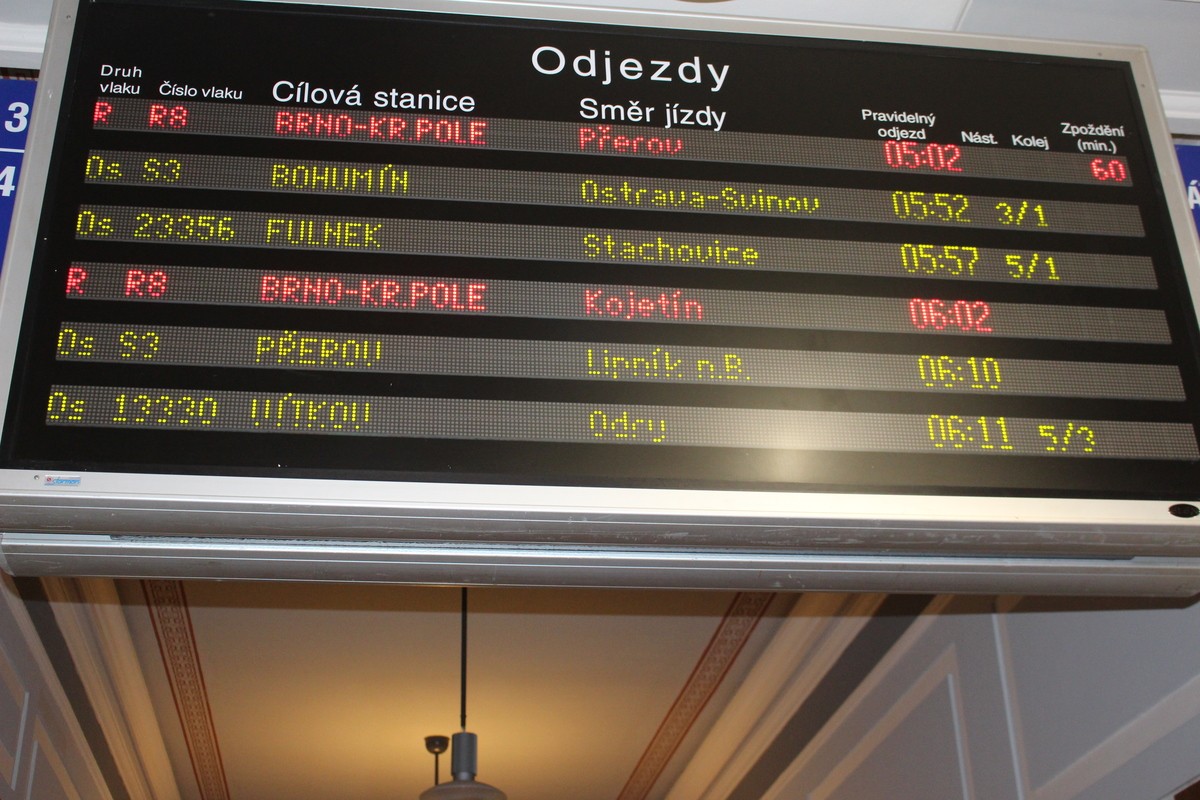 Odjezdy
Druh vlaku Číslo vlaku Cílová stanice Směr jízdy Pravidelný odjezd Nást. Kolej Zpoždění (min.)
R R8 BRNO-KR.POLE Přerov 05:02 60
Os S3 BOHUMÍN Ostrava-Svinov 05:52 3/1
Os 23356 FULNEK Stachovice 05:57 5/1
R R8 BRNO-KR.POLE Kojetín 06:02
Os S3 PŘEROV Lipník n.B. 06:10
Os 13330 VÍTKOV Odry 06:11 5/3
3
4